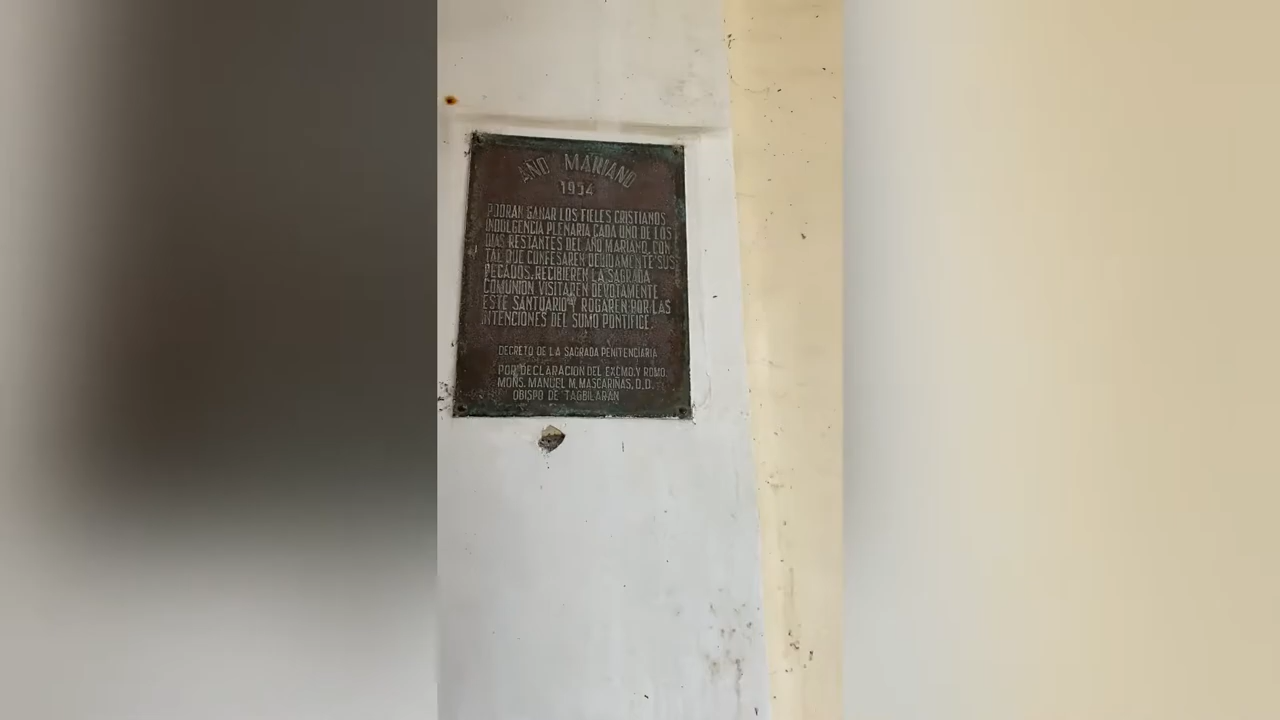 AÑO MARIANO
1954
PODRAN GANAR LOS FIELES CRISTIANOS
INDULGENCIA PLENARIA CADA UNO DE LOS
DIAS RESTANTES DEL AÑO MARIANO, CON
TAL QUE CONFESAREN DEBIDAMENTE SUS
PECADOS, RECIBIEREN LA SAGRADA
COMUNION VISITAREN DEVOTAMENTE
ESTE SANTUARIO Y ROGAREN POR LAS
INTENCIONES DEL SUMO PONTIFICE.
DECRETO DE LA SAGRADA PENITENCIARIA
POR DECLARACION DEL EXCMO. Y RDMO.
MONS. MANUEL M. MASCARIÑAS, D.D.
OBISPO DE TAGBILARAN